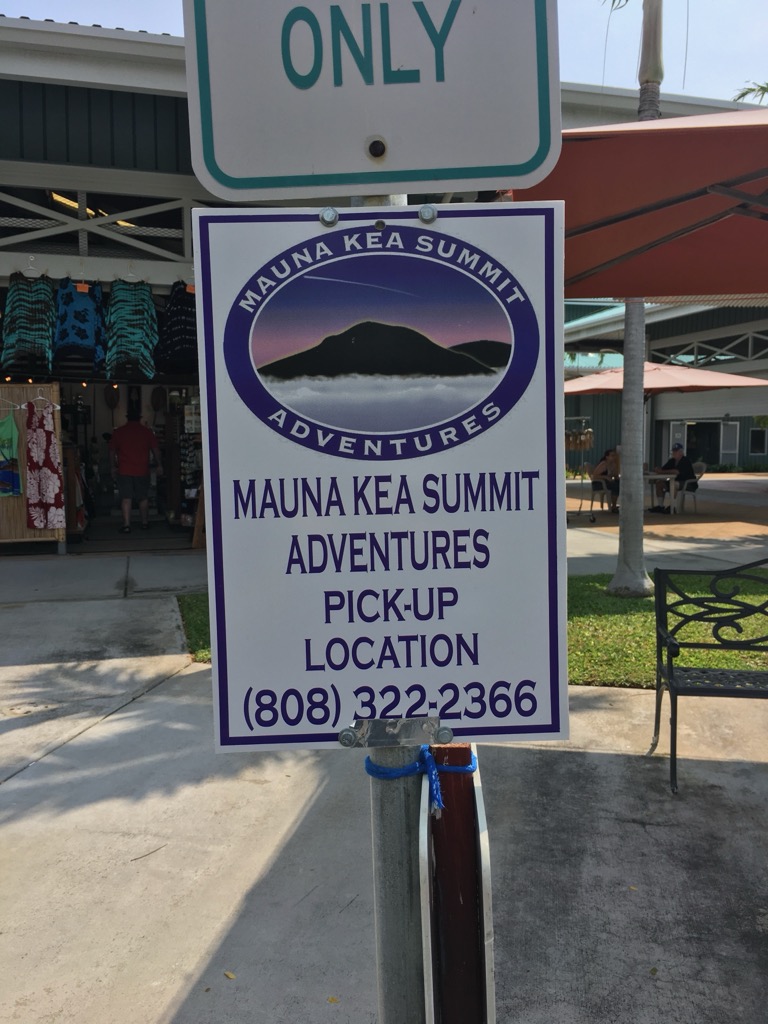 ONLY
MAUNA KEA SUMMIT
ADVENTURES
MAUNA KEA SUMMIT
ADVENTURES
PICK-UP
LOCATION
(808) 322-2366